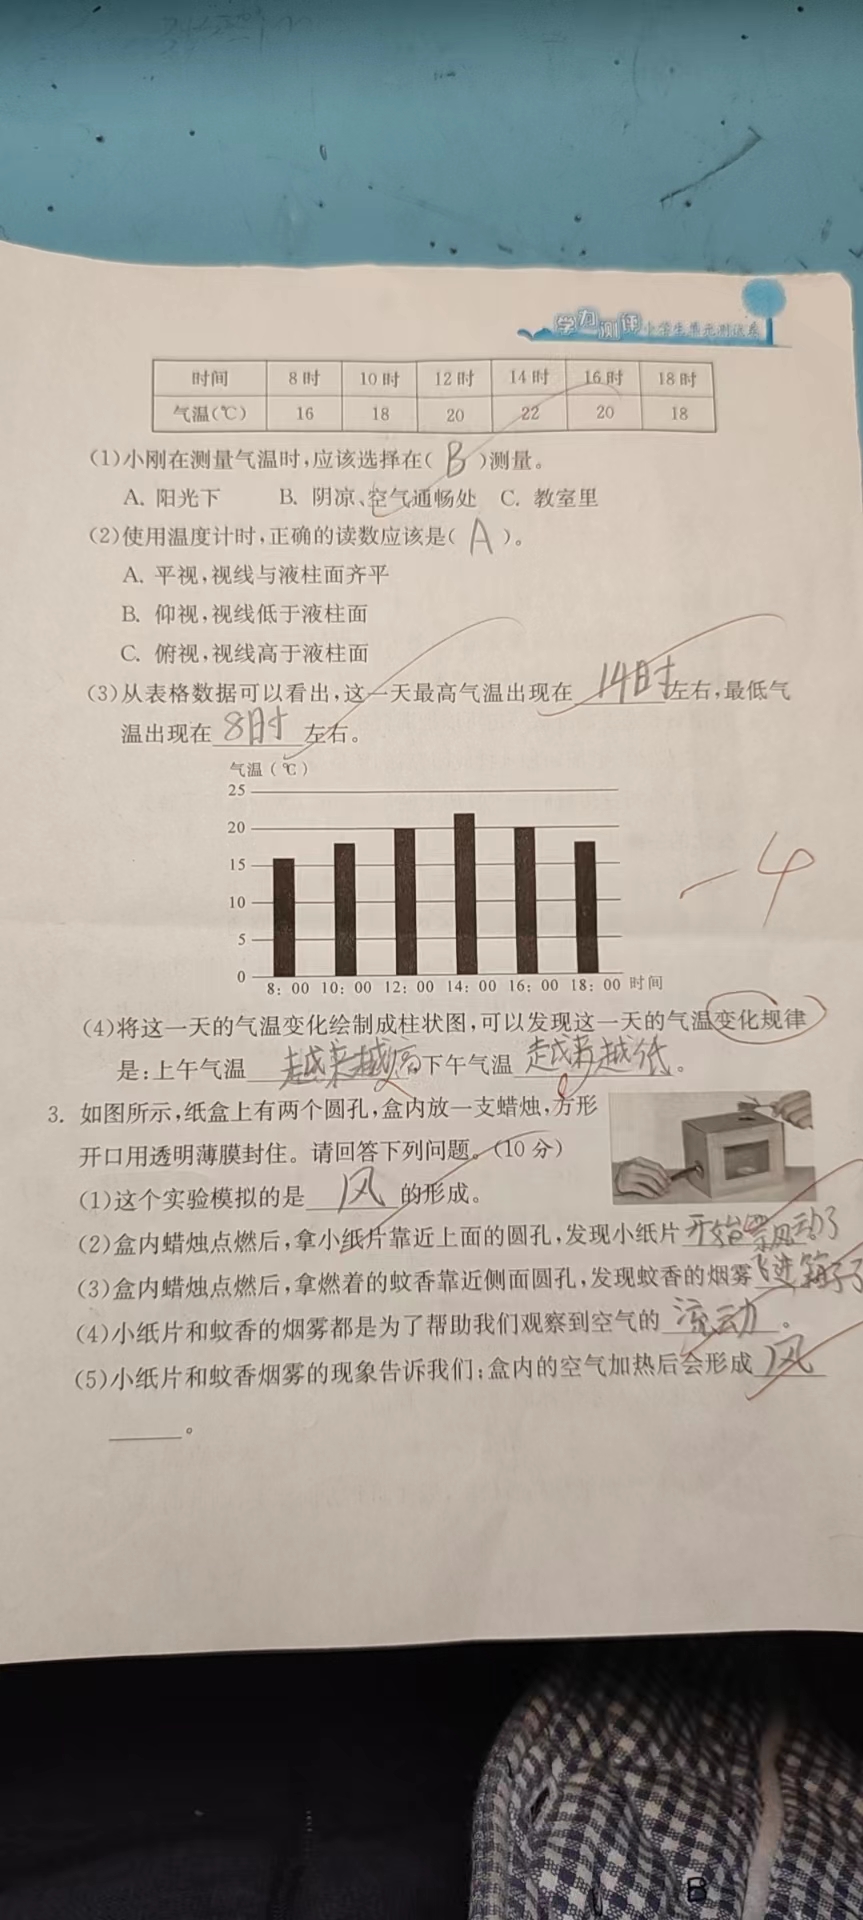 学力测评小学生单元测试卷
时间 8时 10时 12时 14时 16时 18时
气温(℃) 16 18 20 22 20 18
(1)小刚在测量气温时,应该选择在( B )测量。
A. 阳光下 B. 阴凉、空气通畅处 C. 教室里
(2)使用温度计时,正确的读数应该是( A )。
A. 平视,视线与液柱面齐平
B. 仰视,视线低于液柱面
C. 俯视,视线高于液柱面
(3)从表格数据可以看出,这一天最高气温出现在 14时 左右,最低气
温出现在 8时 左右。
气温(℃)
25
20
15
10
5
0
8:00 10:00 12:00 14:00 16:00 18:00 时间
-4
(4)将这一天的气温变化绘制成柱状图,可以发现这一天的气温变化规律
是:上午气温 越来越高 下午气温 越来越低。
3. 如图所示,纸盒上有两个圆孔,盒内放一支蜡烛,方形
开口用透明薄膜封住。请回答下列问题。(10分)
(1)这个实验模拟的是 风 的形成。
(2)盒内蜡烛点燃后,拿小纸片靠近上面的圆孔,发现小纸片 开始 动了
(3)盒内蜡烛点燃后,拿燃着的蚊香靠近侧面圆孔,发现蚊香的烟雾 飞进箱子了
(4)小纸片和蚊香的烟雾都是为了帮助我们观察到空气的 流动 。
(5)小纸片和蚊香烟雾的现象告诉我们:盒内的空气加热后会形成 风
。
B